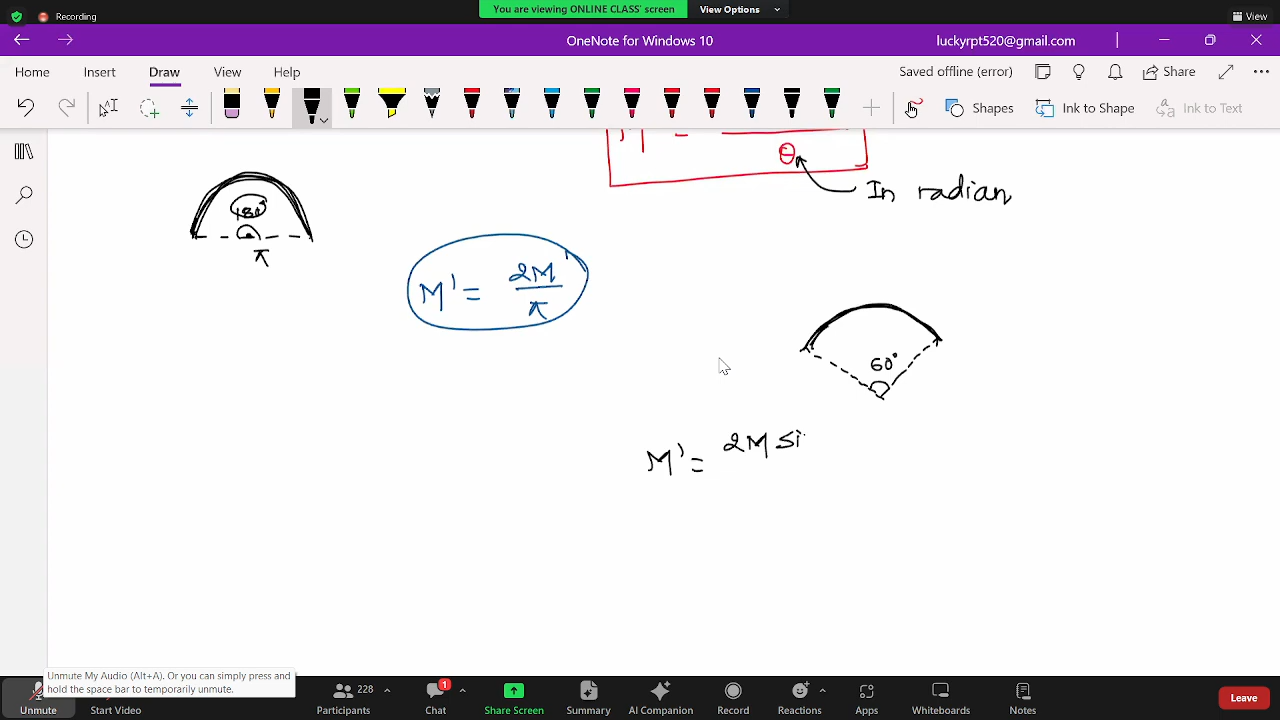 Recording
You are viewing ONLINE CLASS' screen
View Options
View
OneNote for Windows 10
luckyrpt520@gmail.com
Home
Insert
Draw
View
Help
Saved offline (error)
Share
Shapes
Ink to Shape
Ink to Text
θ
In radian
180°
π
M' = 2M / π
60°
M' = 2M si
Unmute My Audio (Alt+A). Or you can simply press and
hold the space bar to temporarily unmute.
Unmute
Start Video
228
Participants
1
Chat
Share Screen
Summary
AI Companion
Record
Reactions
Apps
Whiteboards
Notes
Leave